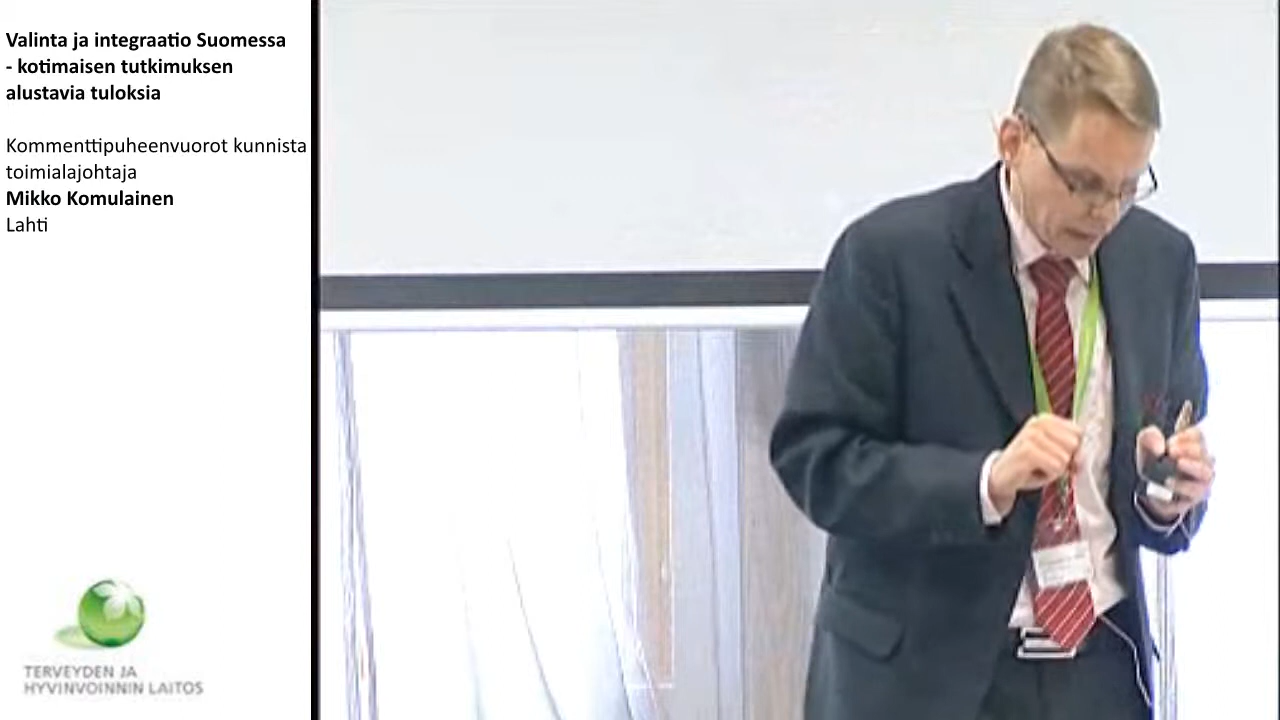 Valinta ja integraatio Suomessa
- kotimaisen tutkimuksen
alustavia tuloksia
Kommenttipuheenvuorot kunnista
toimialajohtaja
Mikko Komulainen
Lahti
TERVEYDEN JA
HYVINVOINNIN LAITOS